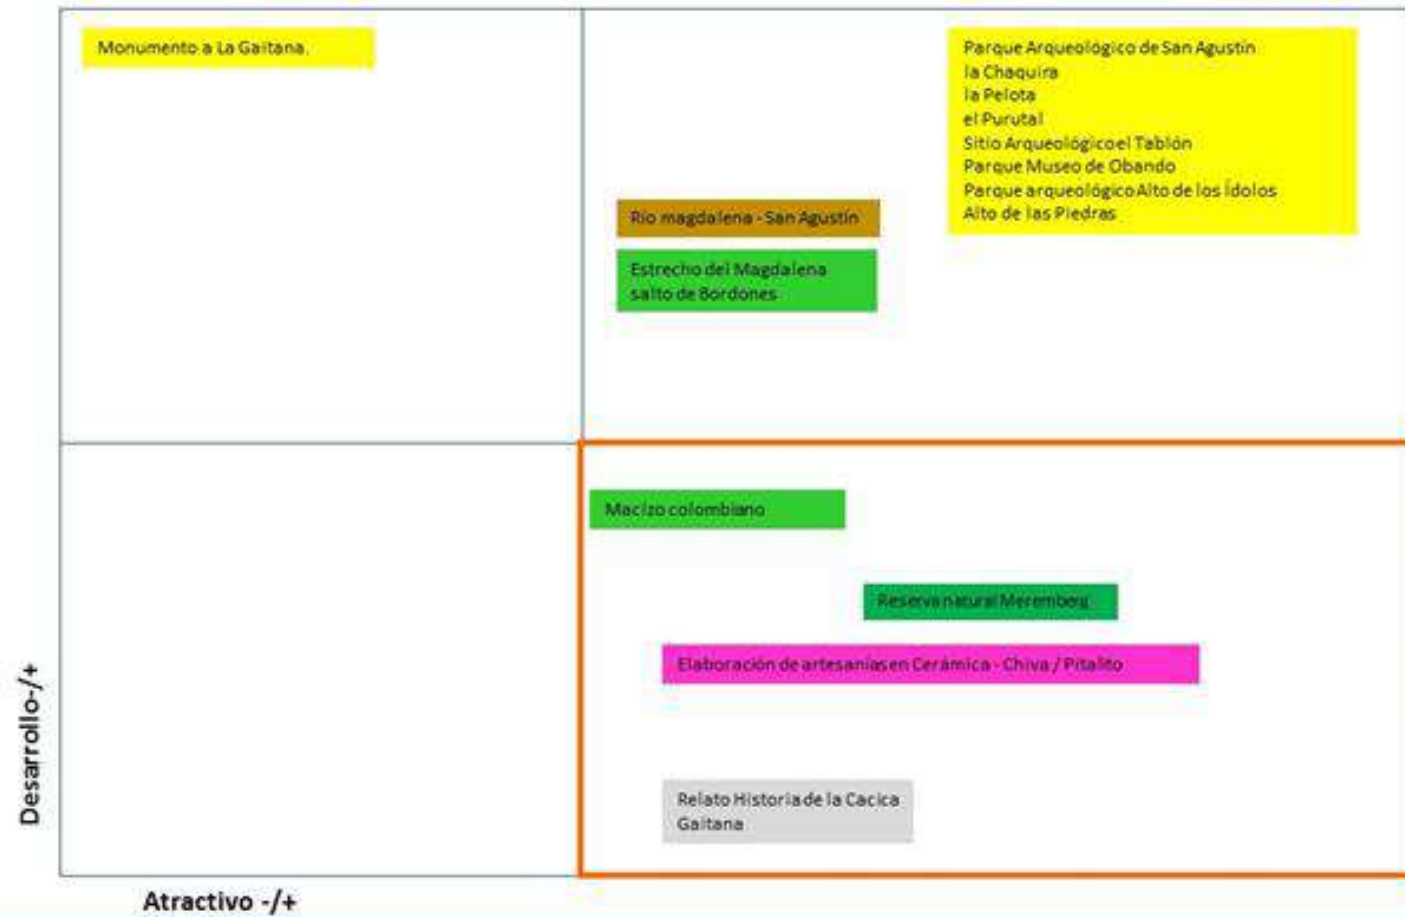 Monumento a La Gaitana.
Parque Arqueológico de San Agustín
la Chaquira
la Pelota
el Purutal
Sitio Arqueológico el Tablón
Parque Museo de Obando
Parque arqueológico Alto de los Ídolos
Alto de las Piedras
Río magdalena - San Agustín
Estrecho del Magdalena
salto de Bordones
Macizo colombiano
Reserva natural Meremberg
Elaboración de artesanías en Cerámica - Chiva / Pitalito
Relato Historia de la Cacica
Gaitana
Desarrollo-/+
Atractivo -/+